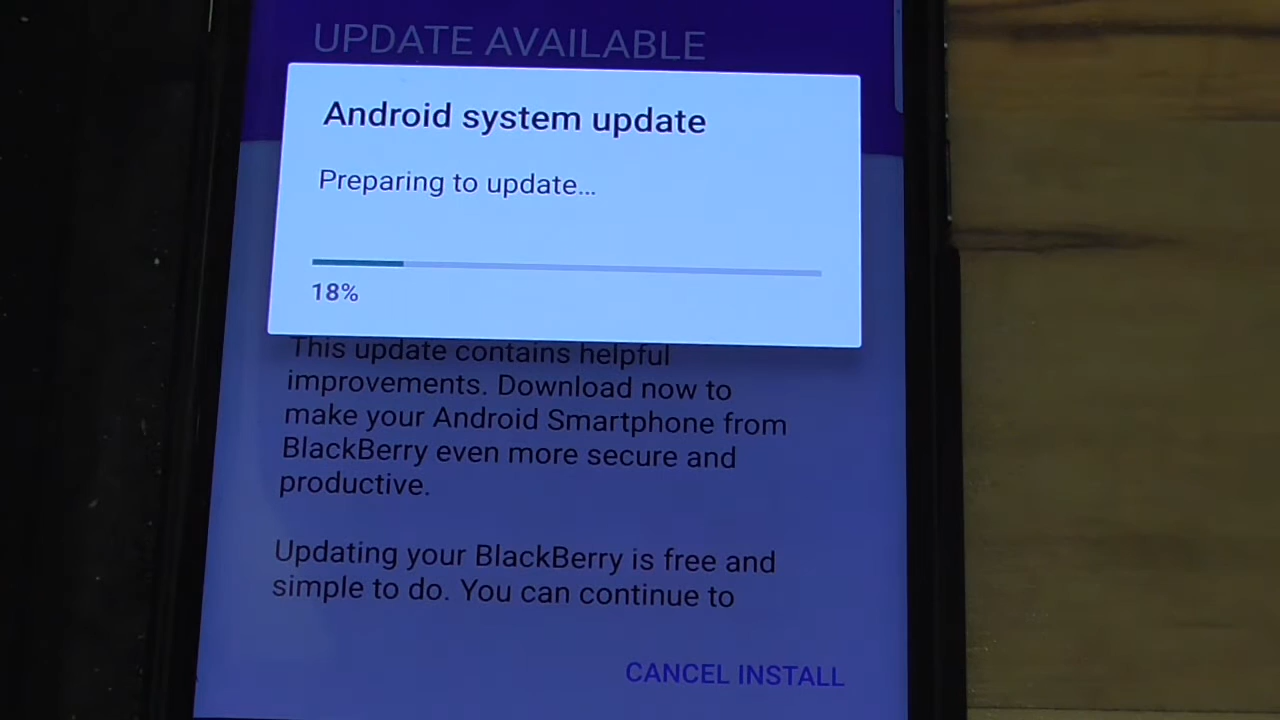 UPDATE AVAILABLE
Android system update
Preparing to update...
18%
This update contains helpful
improvements. Download now to
make your Android Smartphone from
BlackBerry even more secure and
productive.
Updating your BlackBerry is free and
simple to do. You can continue to
CANCEL INSTALL